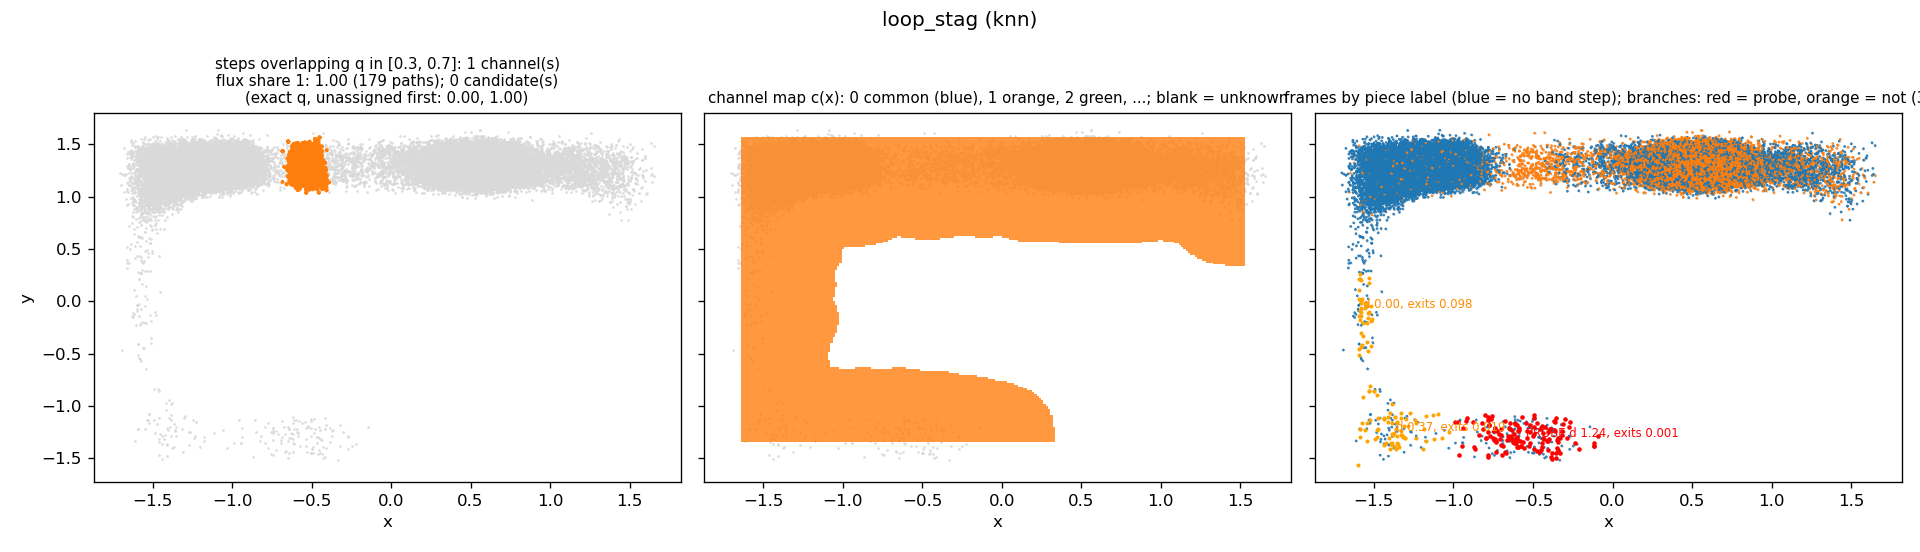 loop_stag (knn)
steps overlapping q in [0.3, 0.7]: 1 channel(s)
flux share 1: 1.00 (179 paths); 0 candidate(s)
(exact q, unassigned first: 0.00, 1.00)
channel map c(x): 0 common (blue), 1 orange, 2 green, ...; blank = unknown
frames by piece label (blue = no band step); branches: red = probe, orange = not (3
1.5
1.0
0.5
0.0
−0.5
−1.0
−1.5
y
0.00, exits 0.098
0.37, exits
d 1.24, exits 0.001
−1.5 −1.0 −0.5 0.0 0.5 1.0 1.5
x
−1.5 −1.0 −0.5 0.0 0.5 1.0 1.5
x
−1.5 −1.0 −0.5 0.0 0.5 1.0 1.5
x